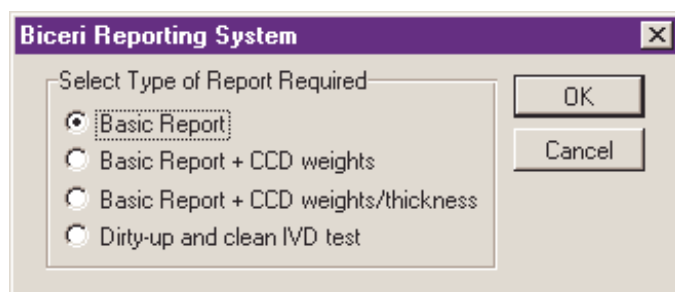 Biceri Reporting System
Select Type of Report Required
Basic Report
Basic Report + CCD weights
Basic Report + CCD weights/thickness
Dirty-up and clean IVD test
OK
Cancel